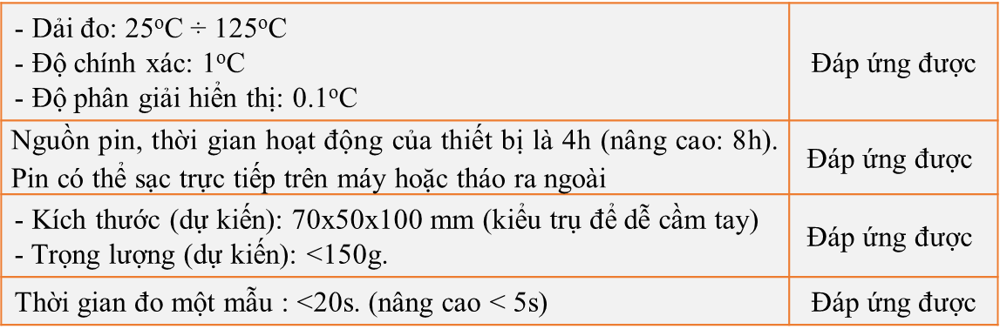 - Dải đo: 25ºC ÷ 125ºC
- Độ chính xác: 1ºC
- Độ phân giải hiển thị: 0.1ºC
Đáp ứng được
Nguồn pin, thời gian hoạt động của thiết bị là 4h (nâng cao: 8h).
Pin có thể sạc trực tiếp trên máy hoặc tháo ra ngoài
Đáp ứng được
- Kích thước (dự kiến): 70x50x100 mm (kiểu trụ để dễ cầm tay)
- Trọng lượng (dự kiến): <150g.
Đáp ứng được
Thời gian đo một mẫu : <20s. (nâng cao < 5s)
Đáp ứng được